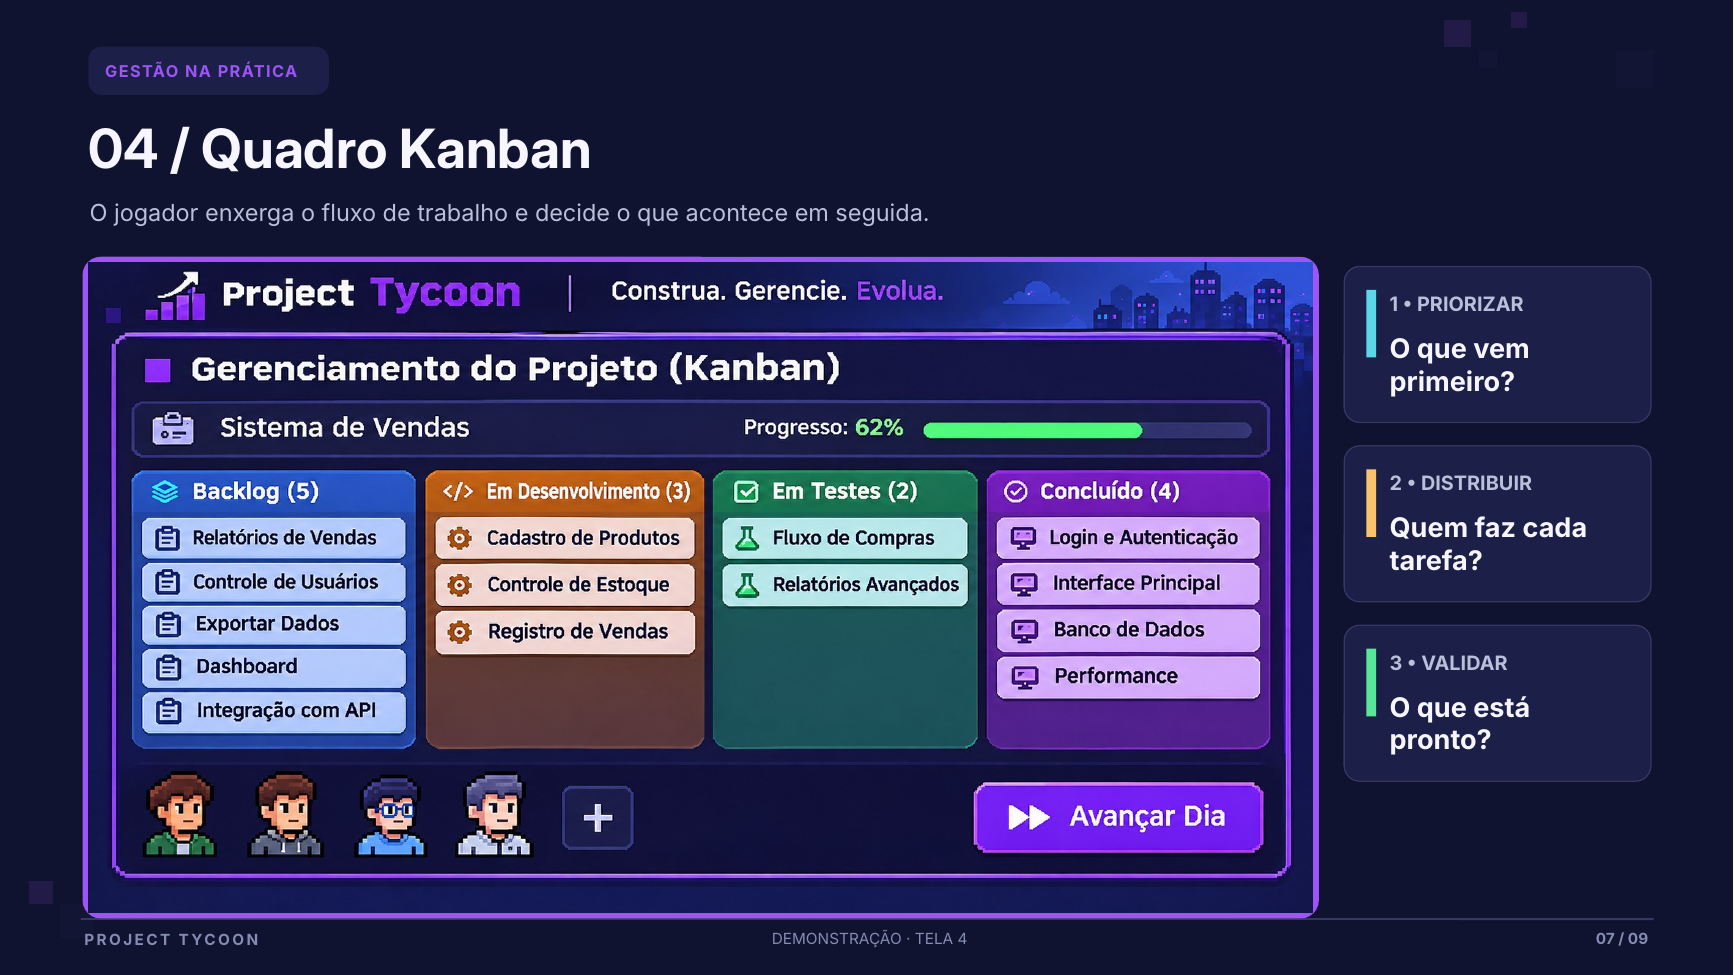 GESTÃO NA PRÁTICA
04 / Quadro Kanban
O jogador enxerga o fluxo de trabalho e decide o que acontece em seguida.
Project Tycoon
Construa. Gerencie. Evolua.
Gerenciamento do Projeto (Kanban)
Sistema de Vendas
Progresso: 62%
Backlog (5)
Relatórios de Vendas
Controle de Usuários
Exportar Dados
Dashboard
Integração com API
</> Em Desenvolvimento (3)
Cadastro de Produtos
Controle de Estoque
Registro de Vendas
Em Testes (2)
Fluxo de Compras
Relatórios Avançados
Concluído (4)
Login e Autenticação
Interface Principal
Banco de Dados
Performance
+
Avançar Dia
1 • PRIORIZAR
O que vem
primeiro?
2 • DISTRIBUIR
Quem faz cada
tarefa?
3 • VALIDAR
O que está
pronto?
PROJECT TYCOON
DEMONSTRAÇÃO · TELA 4
07 / 09